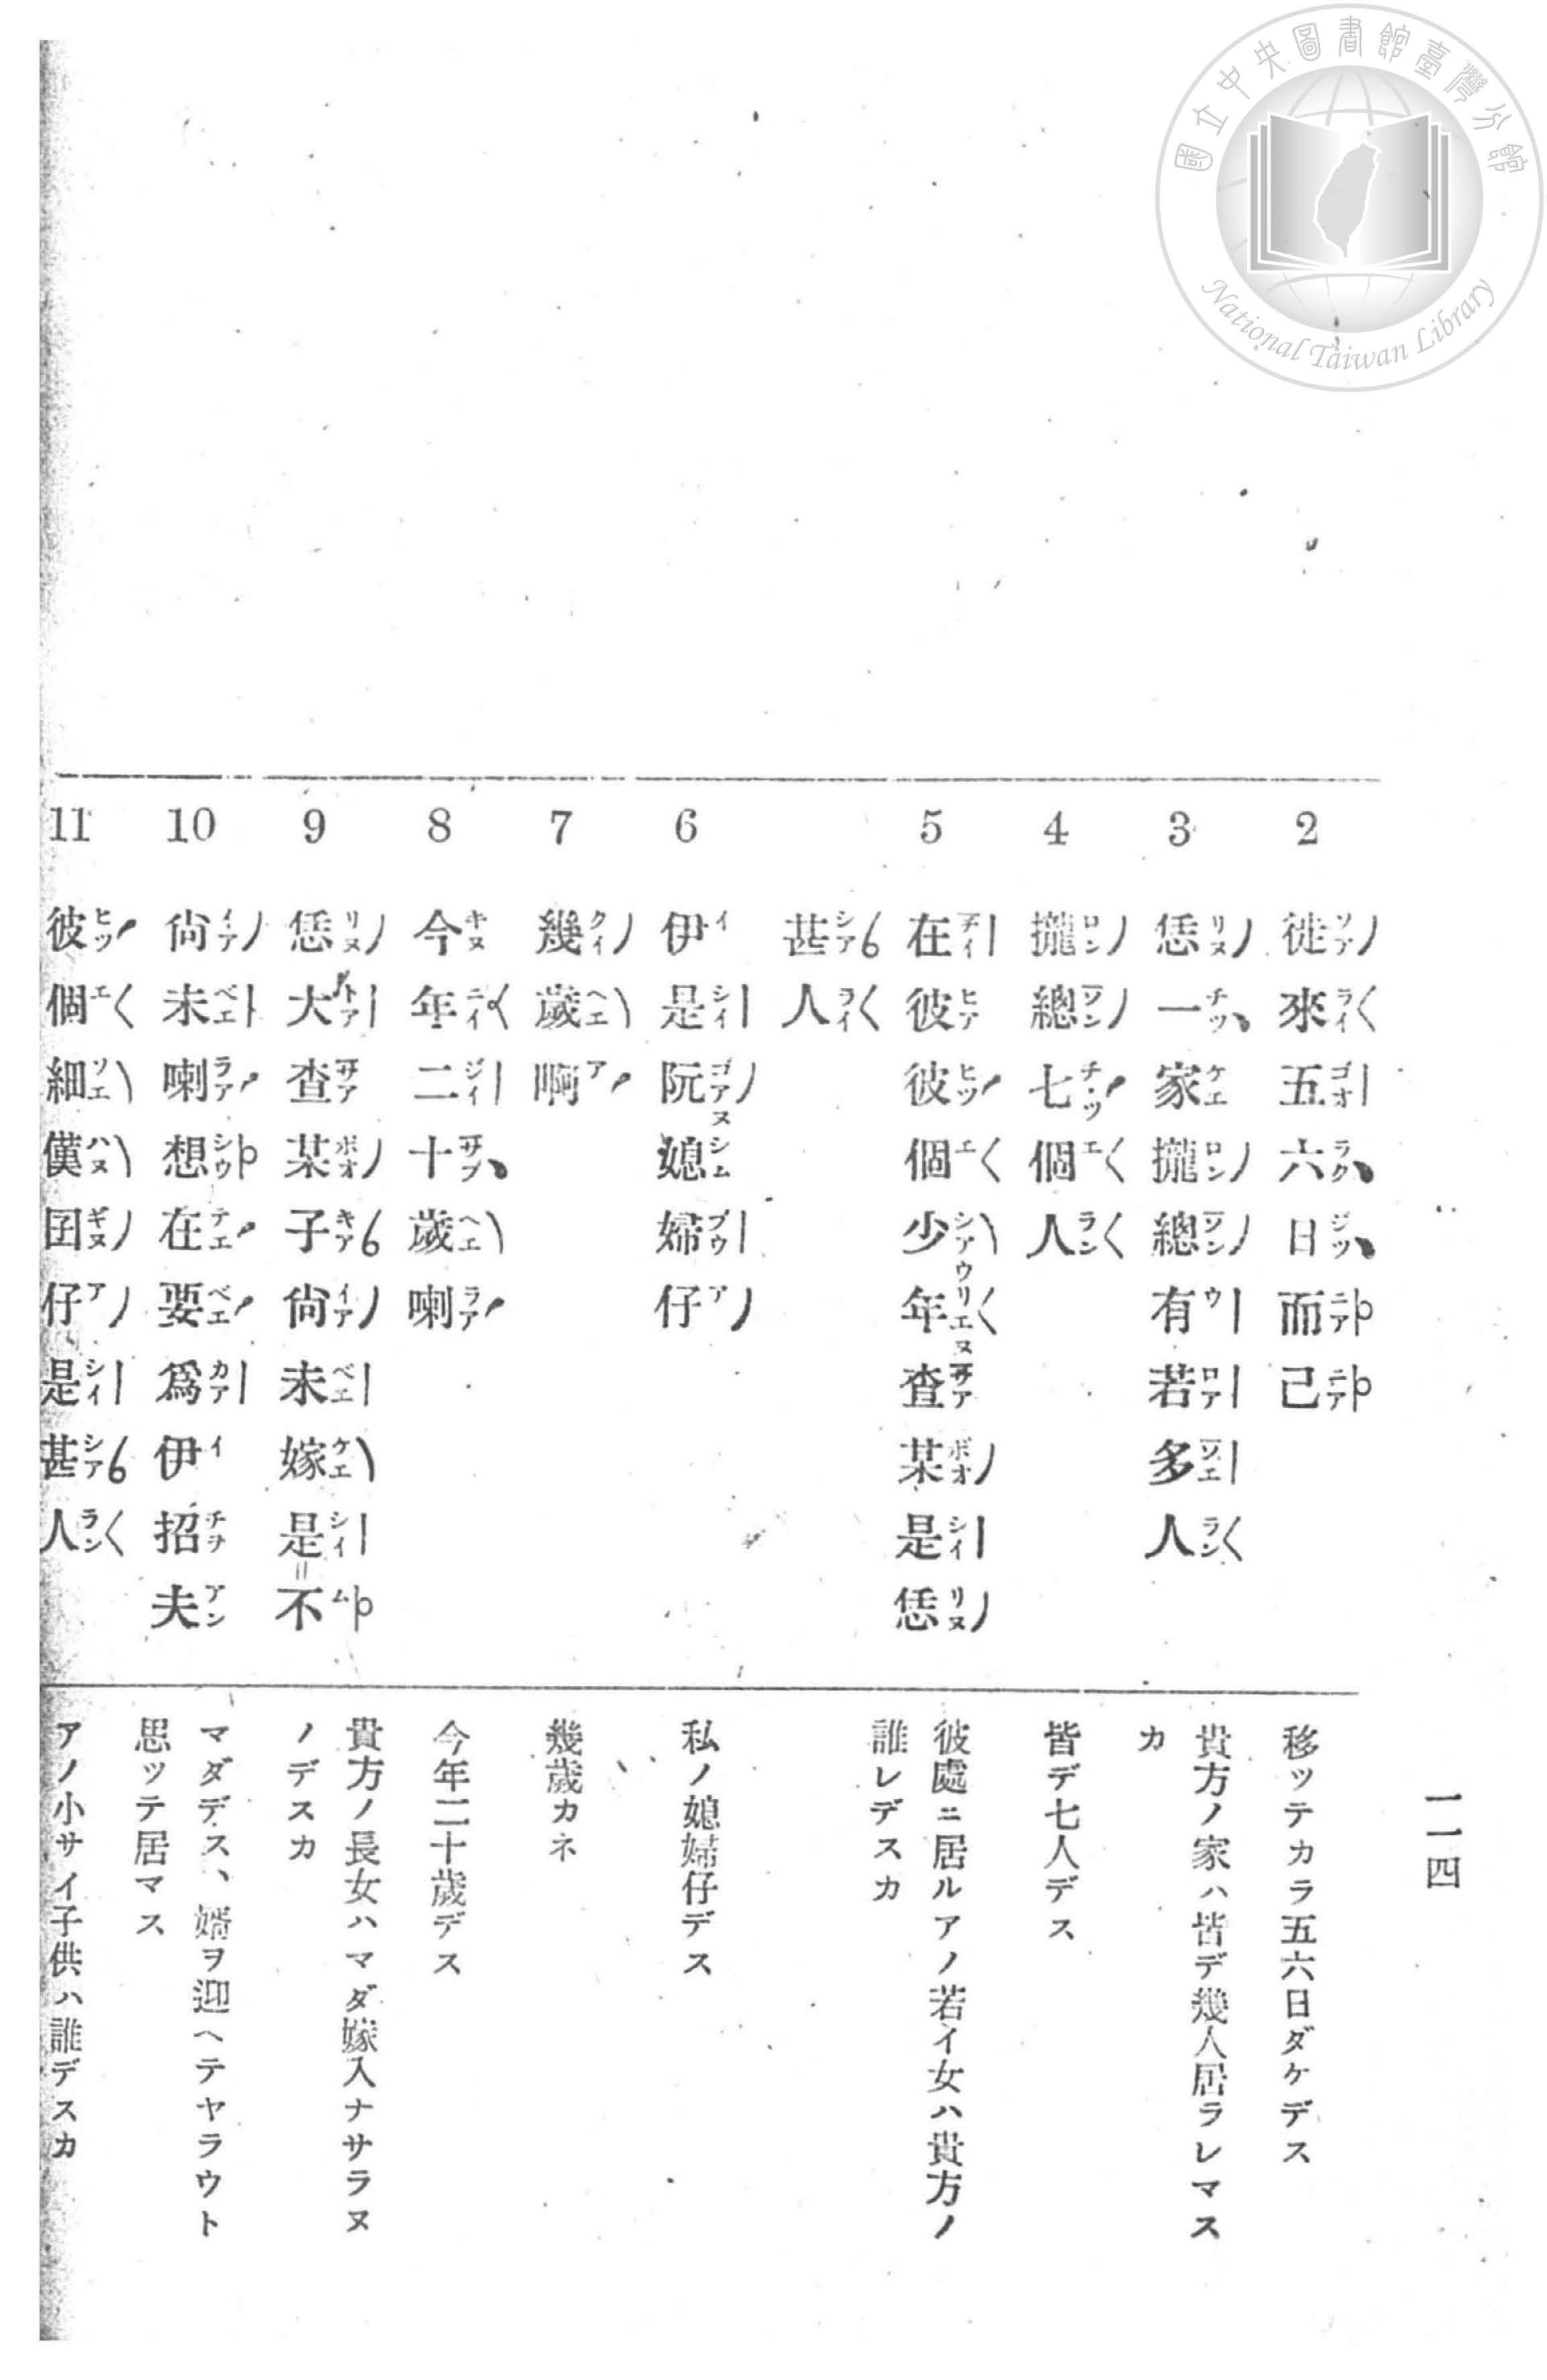 國立中央圖書館臺灣分館
National Taiwan Library
一一四
2 徙來五六日而己
移ッテカラ五六日ダケデス
3 恁一家攏總有若多人
貴方ノ家ハ皆デ幾人居ラレマス
カ
4 攏總七個人
皆デ七人デス
5 在彼彼個少年查某是恁
甚人
彼處ニ居ルアノ若イ女ハ貴方ノ
誰レデスカ
6 伊是阮媳婦仔
私ノ媳婦仔デス
7 幾歲啊
幾歲カネ
8 今年二十歲喇
今年二十歲デス
9 恁大查某子尙未嫁是不
貴方ノ長女ハマダ嫁入ナサラヌ
ノデスカ
10 尙未喇想在要爲伊招夫
マダデス、婿ヲ迎ヘテヤラウト
思ッテ居マス
11 彼個細僕囝仔是甚人
アノ小サイ子供ハ誰デスカ